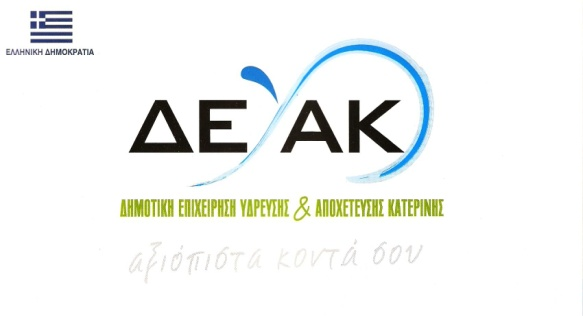 ΕΛΛΗΝΙΚΗ ΔΗΜΟΚΡΑΤΙΑ
ΔΕΥΑΚ
ΔΗΜΟΤΙΚΗ ΕΠΙΧΕΙΡΗΣΗ ΥΔΡΕΥΣΗΣ & ΑΠΟΧΕΤΕΥΣΗΣ ΚΑΤΕΡΙΝΗΣ
αξιόπιστα κοντά σου